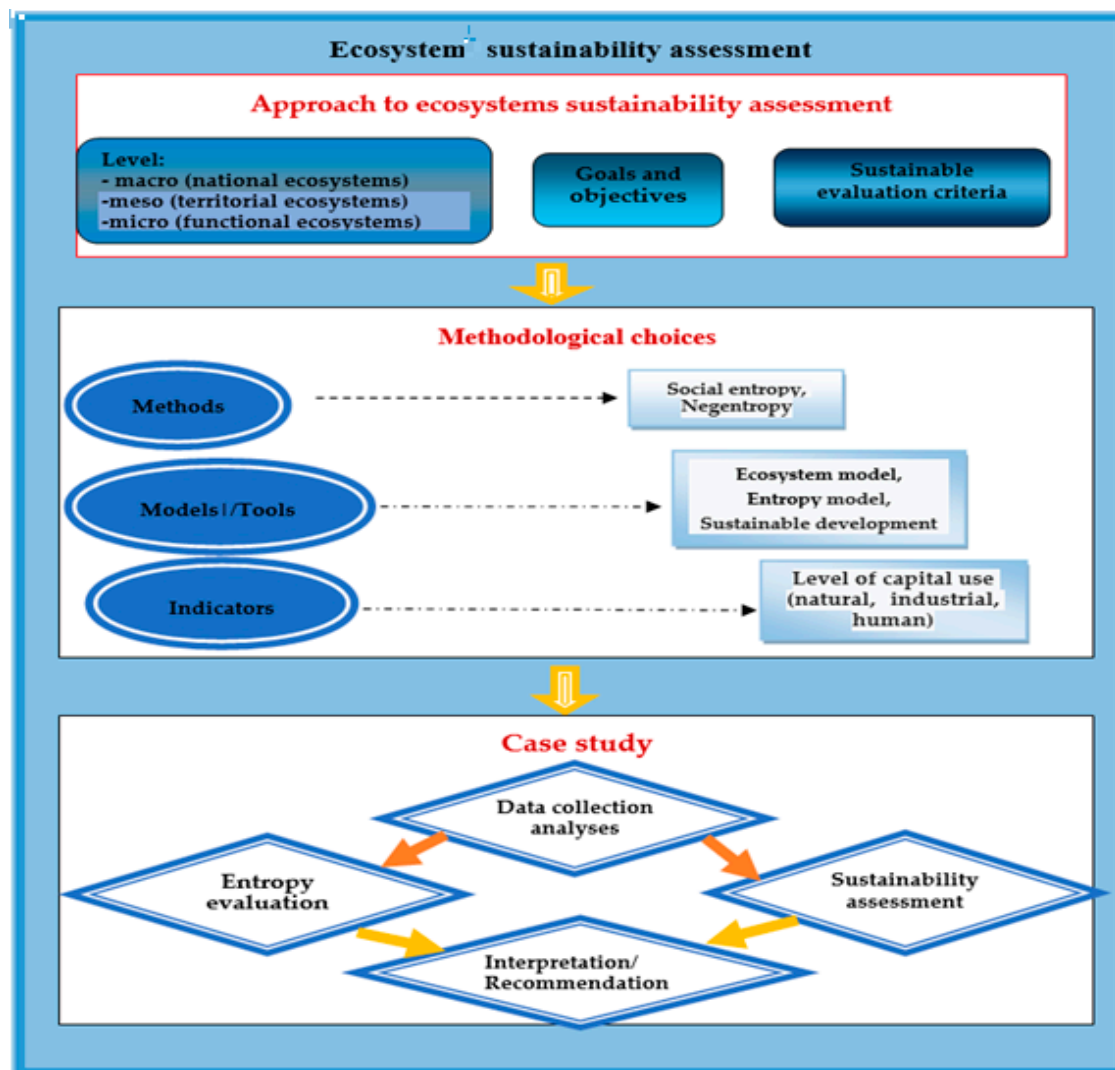 Ecosystem sustainability assessment
Approach to ecosystems sustainability assessment
Level:
- macro (national ecosystems)
-meso (territorial ecosystems)
-micro (functional ecosystems)
Goals and
objectives
Sustainable
evaluation criteria
Methodological choices
Methods
Social entropy,
Negentropy
Models|/Tools
Ecosystem model,
Entropy model,
Sustainable development
Indicators
Level of capital use
(natural, industrial,
human)
Case study
Data collection
analyses
Entropy
evaluation
Sustainability
assessment
Interpretation/
Recommendation